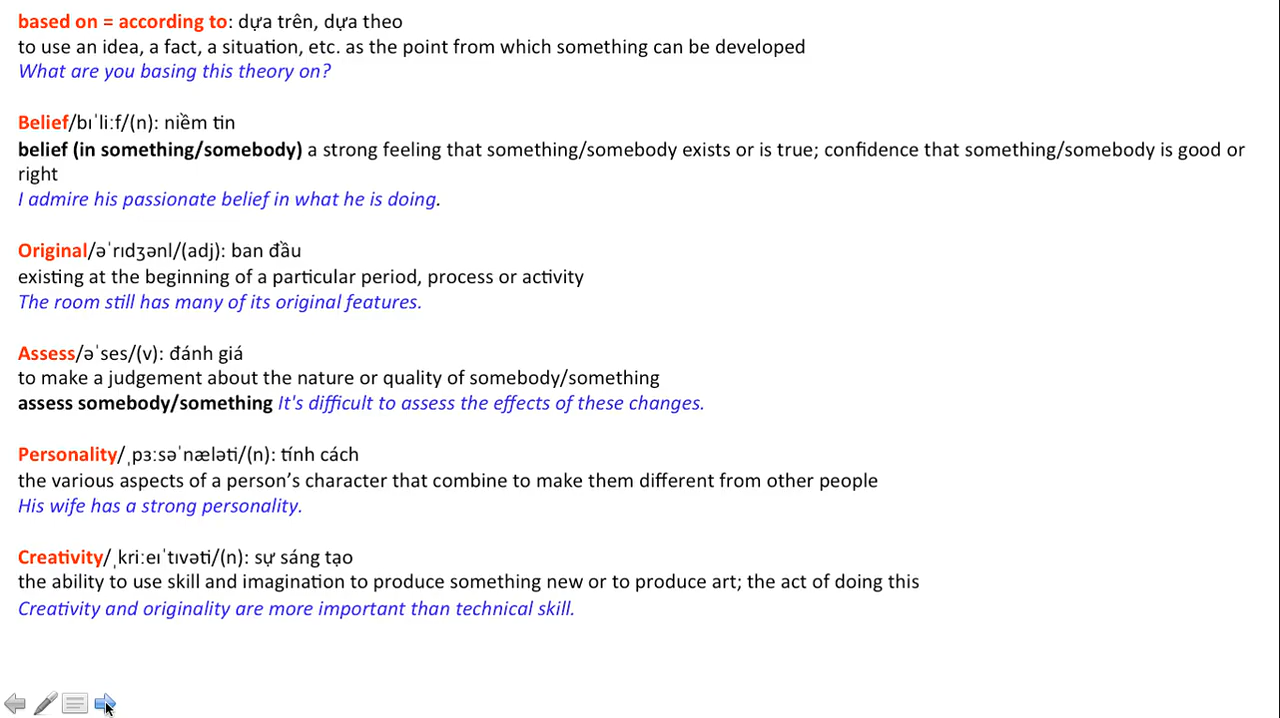 based on = according to: dựa trên, dựa theo
to use an idea, a fact, a situation, etc. as the point from which something can be developed
What are you basing this theory on?
Belief/bɪˈliːf/(n): niềm tin
belief (in something/somebody) a strong feeling that something/somebody exists or is true; confidence that something/somebody is good or
right
I admire his passionate belief in what he is doing.
Original/əˈrɪdʒənl/(adj): ban đầu
existing at the beginning of a particular period, process or activity
The room still has many of its original features.
Assess/əˈses/(v): đánh giá
to make a judgement about the nature or quality of somebody/something
assess somebody/something It's difficult to assess the effects of these changes.
Personality/ˌpɜːsəˈnæləti/(n): tính cách
the various aspects of a person’s character that combine to make them different from other people
His wife has a strong personality.
Creativity/ˌkriːeɪˈtɪvəti/(n): sự sáng tạo
the ability to use skill and imagination to produce something new or to produce art; the act of doing this
Creativity and originality are more important than technical skill.